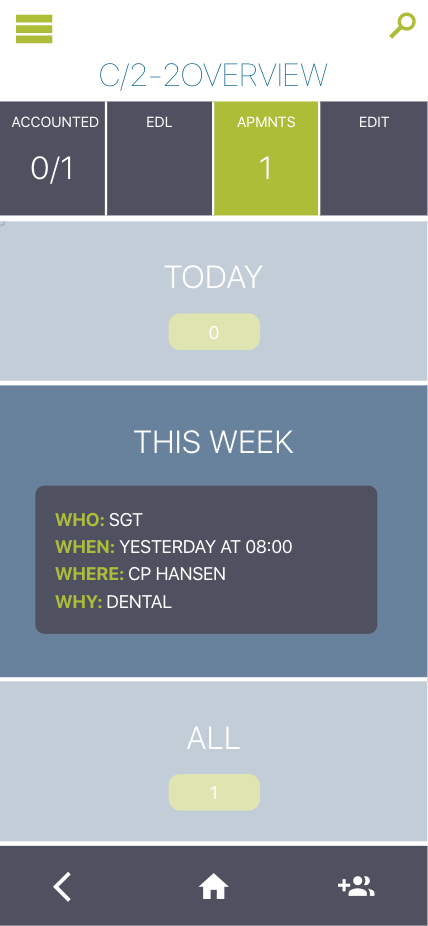 C/2-2OVERVIEW
ACCOUNTED EDL APMNTS EDIT
0/1 1
TODAY
0
THIS WEEK
WHO: SGT
WHEN: YESTERDAY AT 08:00
WHERE: CP HANSEN
WHY: DENTAL
ALL
1